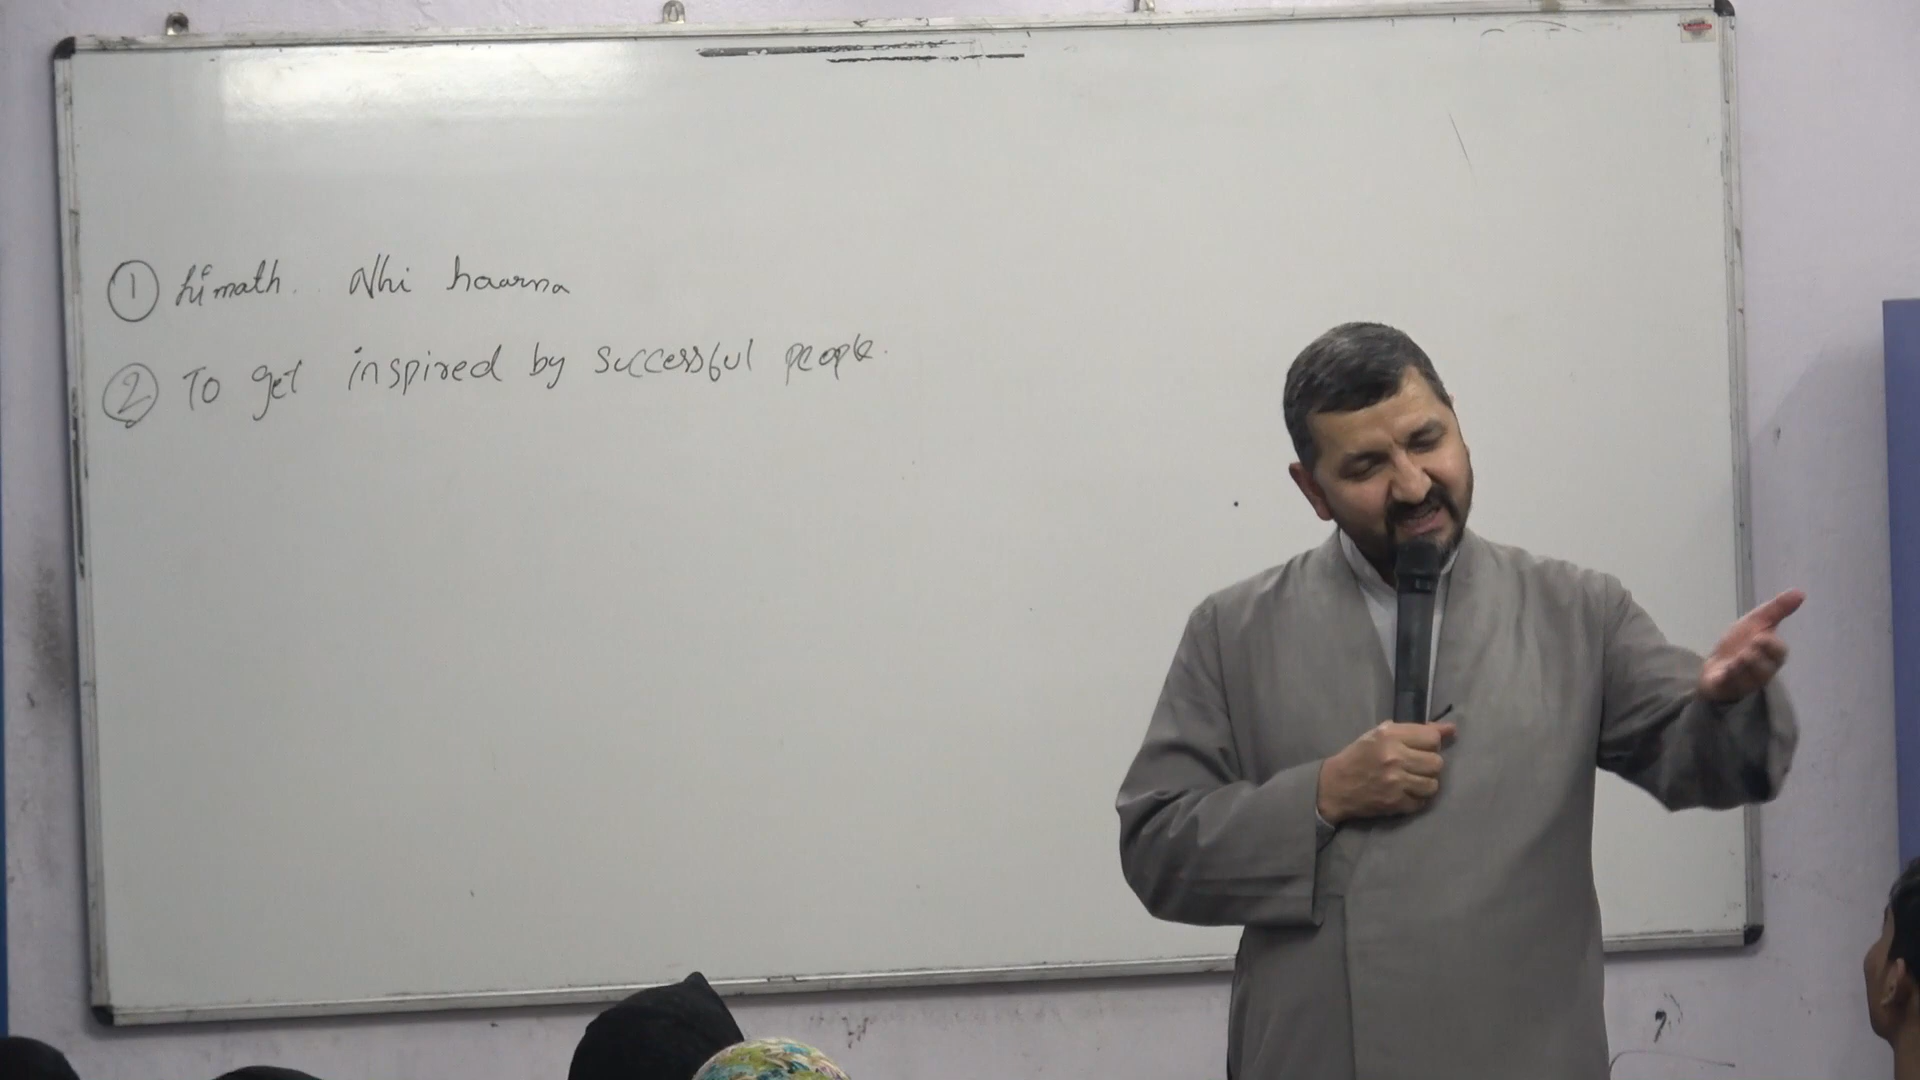 ① himath. Nhi haarna
② To get inspired by successful people.